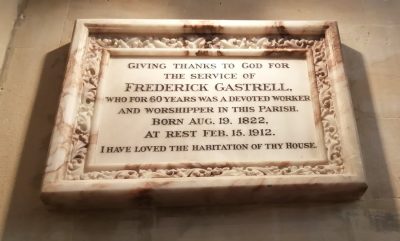 GIVING THANKS TO GOD FOR
THE SERVICE OF
FREDERICK GASTRELL,
WHO FOR 60 YEARS WAS A DEVOTED WORKER
AND WORSHIPPER IN THIS PARISH.
BORN AUG. 19. 1822,
AT REST FEB. 15. 1912.
I HAVE LOVED THE HABITATION OF THY HOUSE.